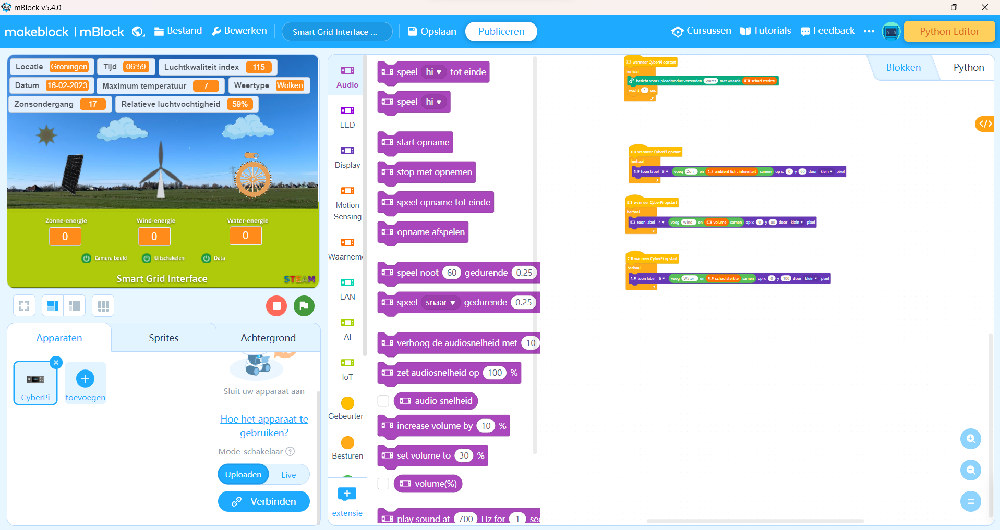 mBlock v5.4.0
makeblock | mBlock
Bestand
Bewerken
Smart Grid Interface ...
Opslaan
Publiceren
Cursussen
Tutorials
Feedback
Python Editor
Locatie Groningen
Tijd 06:59
Luchtkwaliteit index 115
Datum 16-02-2023
Maximum temperatuur 7
Weertype Wolken
Zonsondergang 17
Relatieve luchtvochtigheid 59%
Zonne-energie
Wind-energie
Water-energie
0
0
0
Camera beeld
Uitschakelen
Data
Smart Grid Interface
STEAM
Apparaten
Sprites
Achtergrond
CyberPi
toevoegen
Sluit uw apparaat aan
Hoe het apparaat te
gebruiken?
Mode-schakelaar ?
Uploaden
Live
Verbinden
Audio
LED
Display
Motion
Sensing
Waarneme
LAN
AI
IoT
Gebeurter
Besturen
extensie
speel hi tot einde
speel hi
start opname
stop met opnemen
speel opname tot einde
opname afspelen
speel noot 60 gedurende 0.25
speel snaar gedurende 0.25
verhoog de audiosnelheid met 10
zet audiosnelheid op 100 %
audio snelheid
increase volume by 10 %
set volume to 30 %
volume(%)
play sound at 700 Hz for 1 sec
Blokken
Python
</>
wanneer CyberPi opstart
herhaal
bericht voor uploadmodus verzenden Water met waarde schud sterkte
wacht 1 sec
wanneer CyberPi opstart
herhaal
toon label 3 voeg Zon en ambient licht intensiteit samen op x: 0 y 60 door klein pixel
wanneer CyberPi opstart
herhaal
toon label 4 voeg Wind en volume samen op x: 0 y 80 door klein pixel
wanneer CyberPi opstart
herhaal
toon label 5 voeg Water en schud sterkte samen op x: 0 y 100 door klein pixel